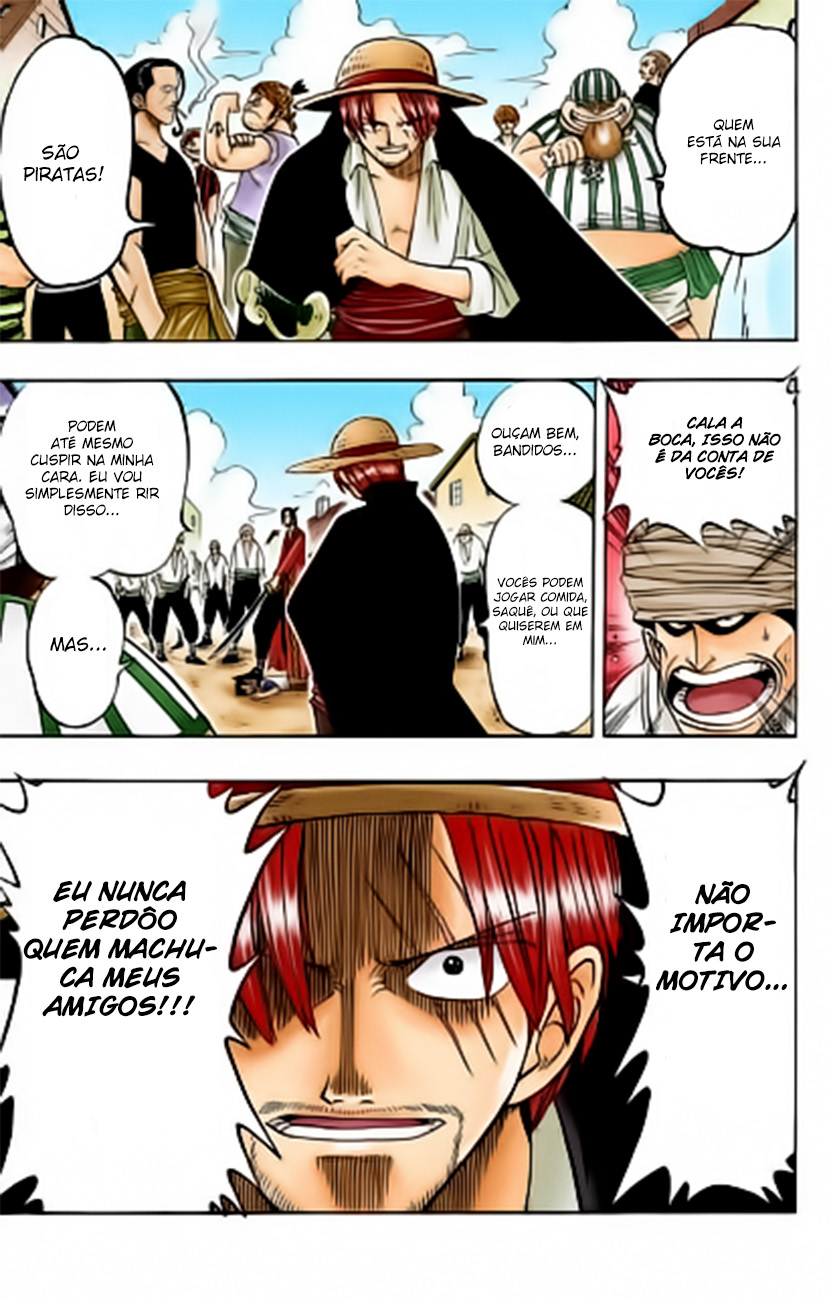 QUEM
ESTÁ NA SUA
FRENTE...
SÃO
PIRATAS!
CALA A
BOCA, ISSO NÃO
É DA CONTA DE
VOCÊS!
OUÇAM BEM,
BANDIDOS...
VOCÊS PODEM
JOGAR COMIDA,
SAQUÊ, OU O QUE
QUISEREM EM
MIM...
PODEM
ATÉ MESMO
CUSPIR NA MINHA
CARA. EU VOU
SIMPLESMENTE RIR
DISSO...
MAS...
NÃO
IMPOR-
TA O
MOTIVO...
EU NUNCA
PERDÔO
QUEM MACHU-
CA MEUS
AMIGOS!!!